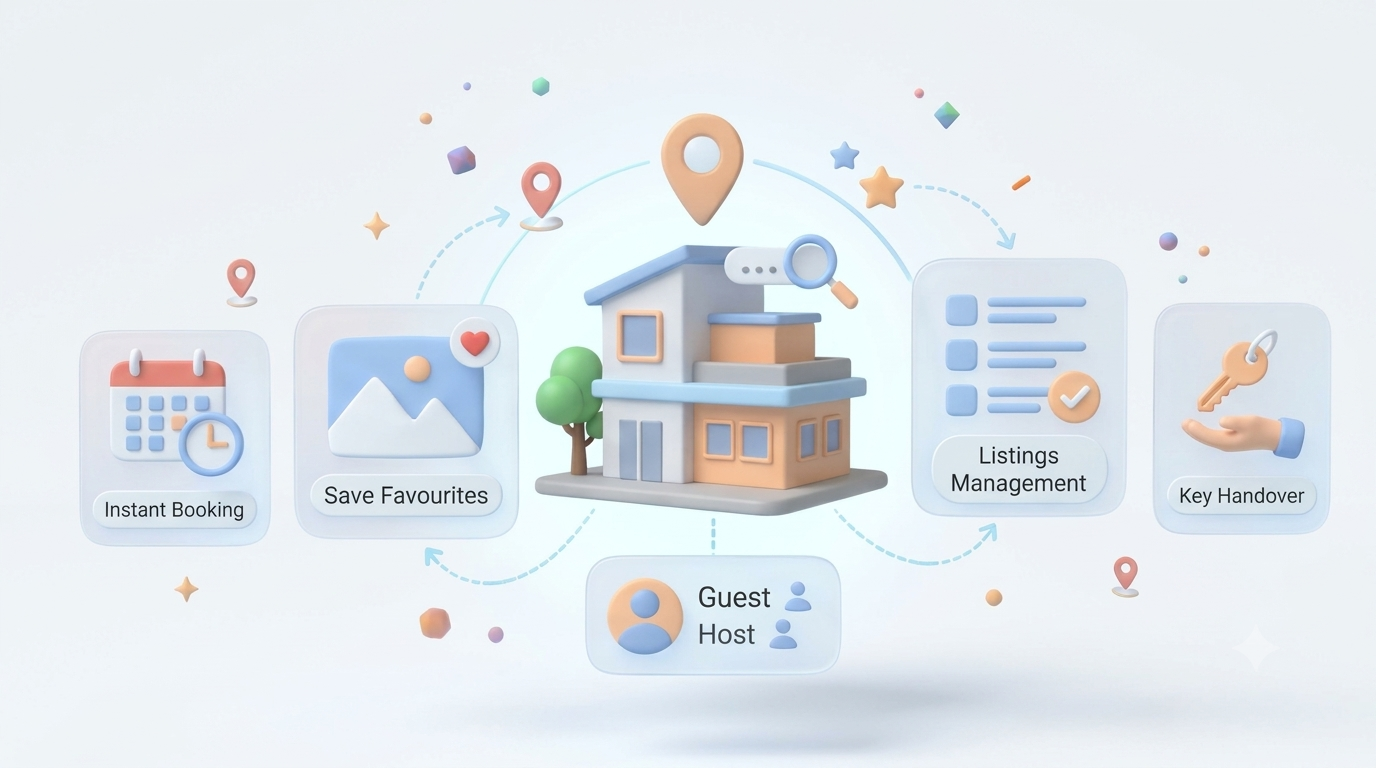 Instant Booking
Save Favourites
Listings
Management
Key Handover
Guest
Host